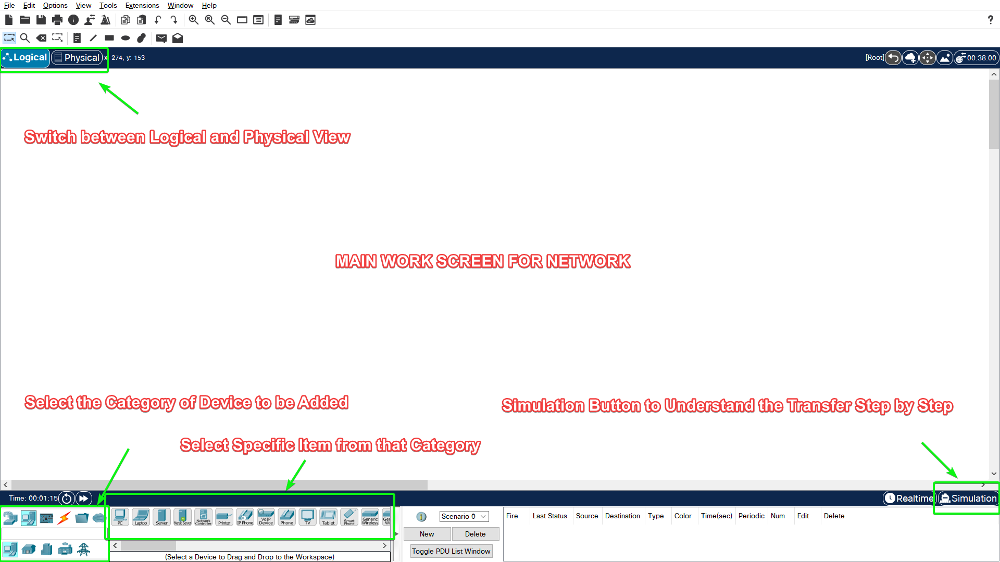 File Edit Options View Tools Extensions Window Help
?
Logical Physical x 274, y: 153 [Root] 00:38:00
Switch between Logical and Physical View
MAIN WORK SCREEN FOR NETWORK
Select the Category of Device to be Added
Simulation Button to Understand the Transfer Step by Step
Select Specific Item from that Category
Time: 00:01:15 Realtime Simulation
PC Laptop Server Meraki Server Network Controller Printer IP Phone VoIP Device Phone TV Tablet Smart Phone Generic Wireless
Scenario 0 Fire Last Status Source Destination Type Color Time(sec) Periodic Num Edit Delete
New Delete
Toggle PDU List Window
(Select a Device to Drag and Drop to the Workspace)